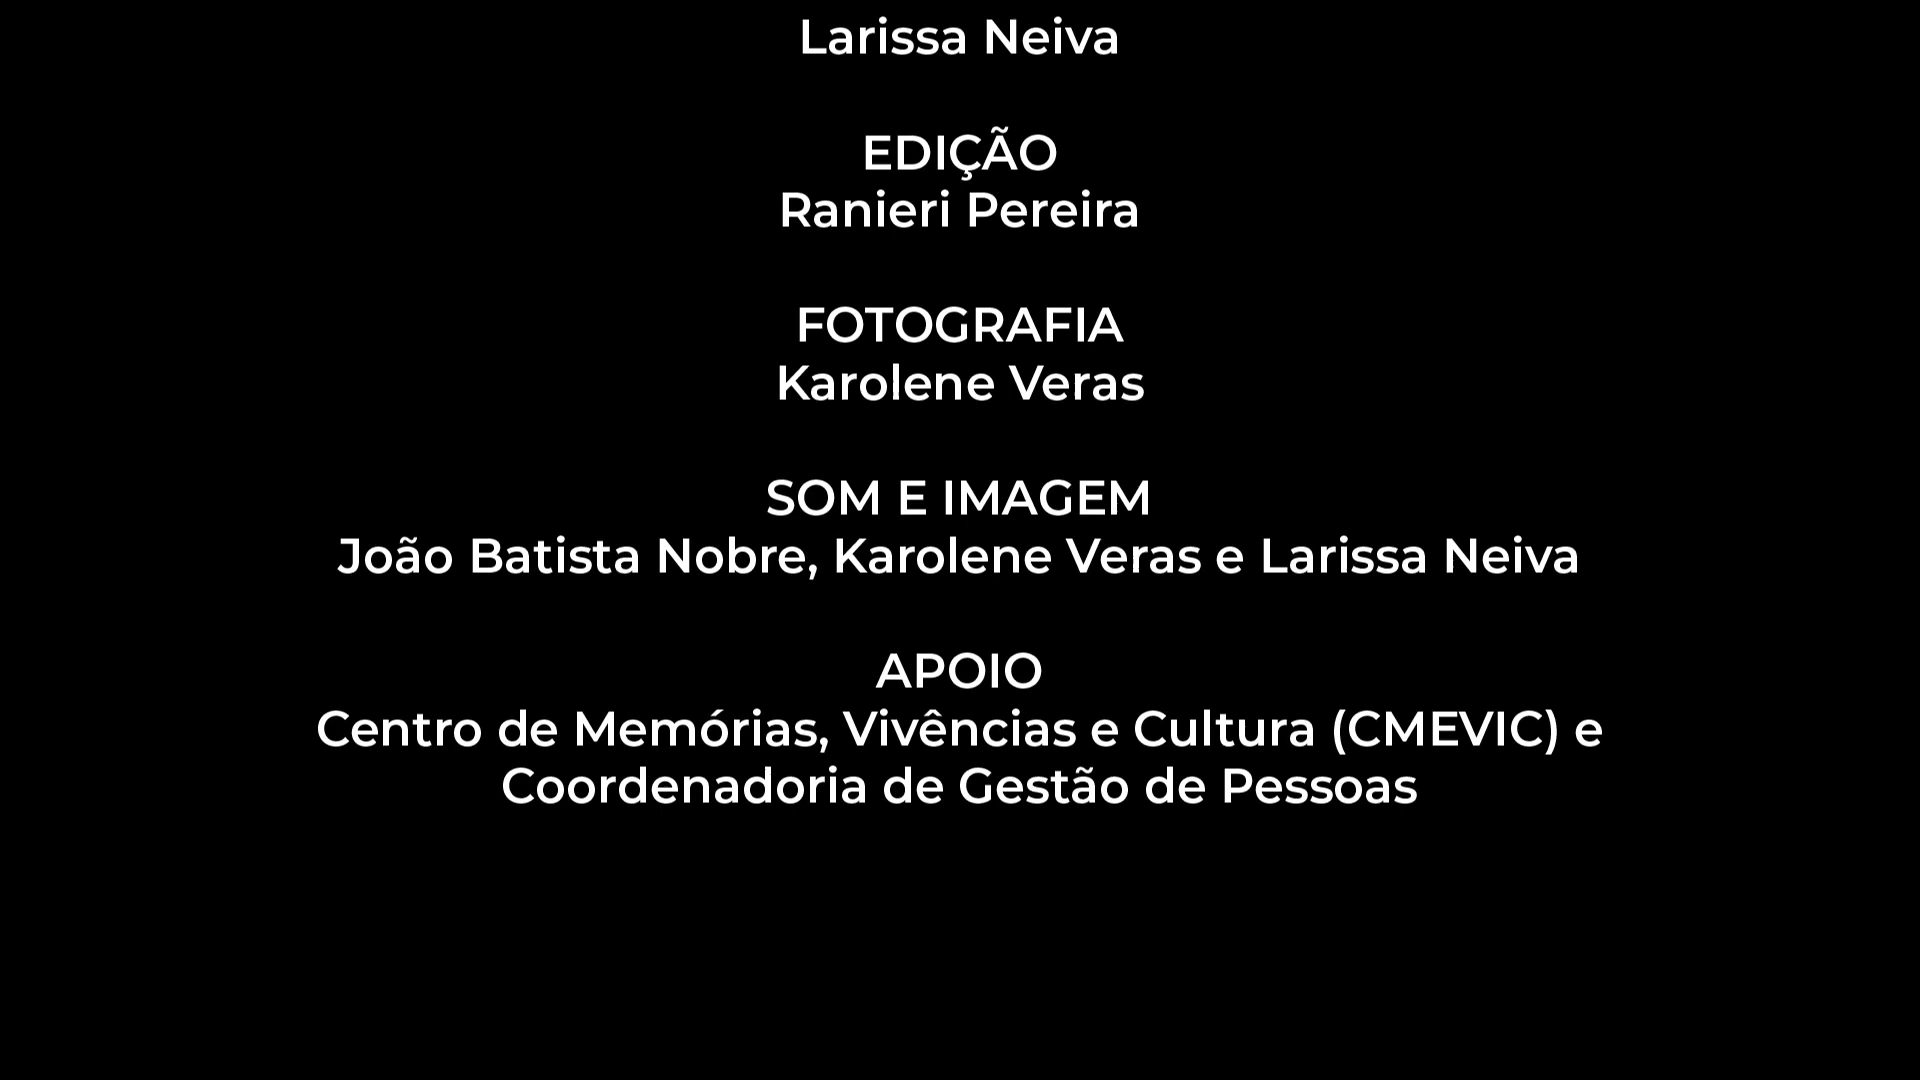 Larissa Neiva
EDIÇÃO
Ranieri Pereira
FOTOGRAFIA
Karolene Veras
SOM E IMAGEM
João Batista Nobre, Karolene Veras e Larissa Neiva
APOIO
Centro de Memórias, Vivências e Cultura (CMEVIC) e
Coordenadoria de Gestão de Pessoas